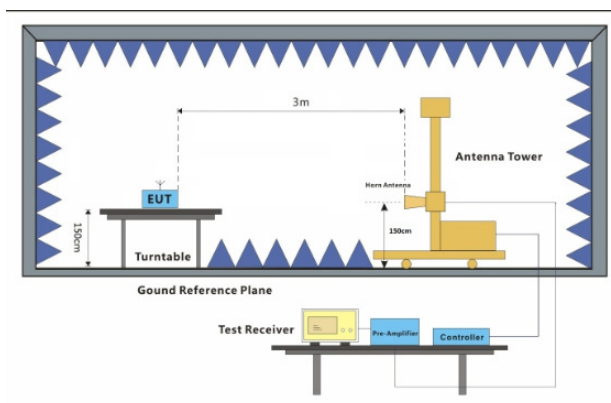 3m
Antenna Tower
Horn Antenna
EUT
150cm
150cm
Turntable
Gound Reference Plane
Test Receiver
Pre-Amplifier
Controller